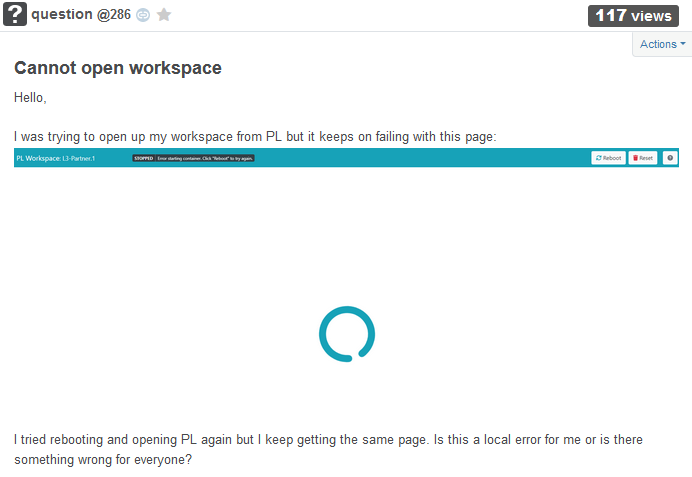 ? question @286
117 views
Actions
Cannot open workspace
Hello,
I was trying to open up my workspace from PL but it keeps on failing with this page:
PL Workspace: L3-Partner.1 STOPPED Error starting container. Click "Reboot" to try again. Reboot Reset ?
I tried rebooting and opening PL again but I keep getting the same page. Is this a local error for me or is there
something wrong for everyone?